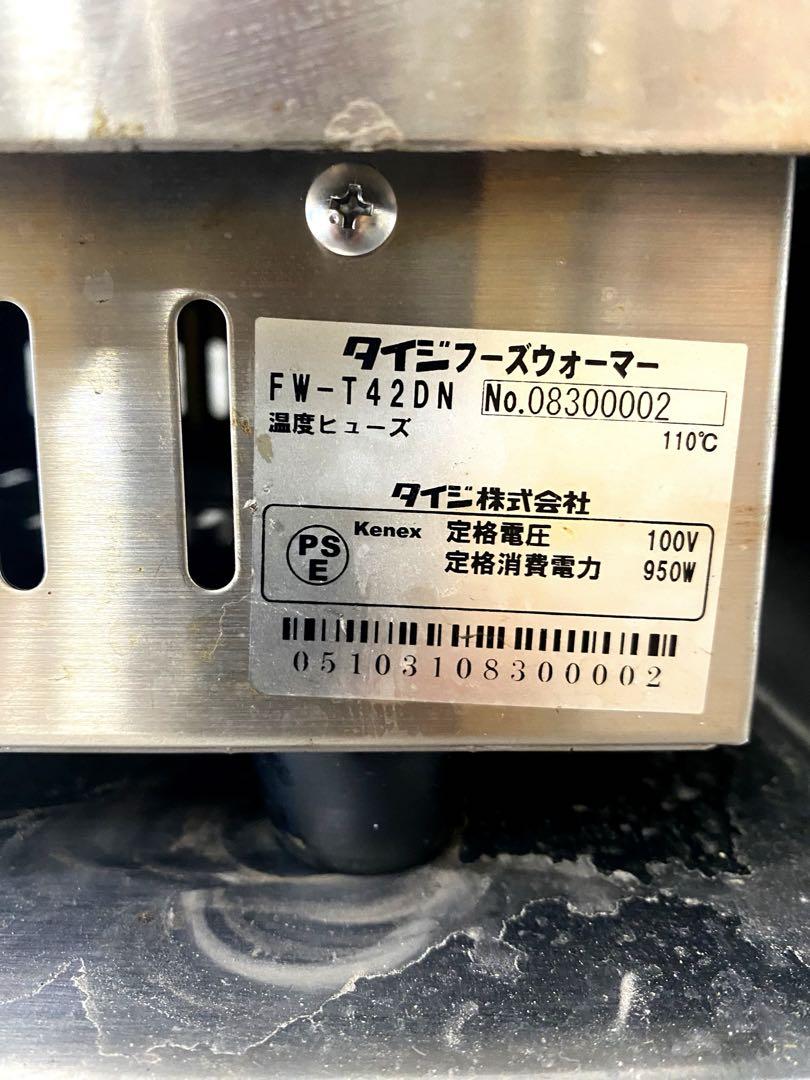 タイジフーズウォーマー
FW-T42DN No.08300002
温度ヒューズ 110℃
タイジ株式会社
PSE Kenex 定格電圧 100V
定格消費電力 950W
05103108300002